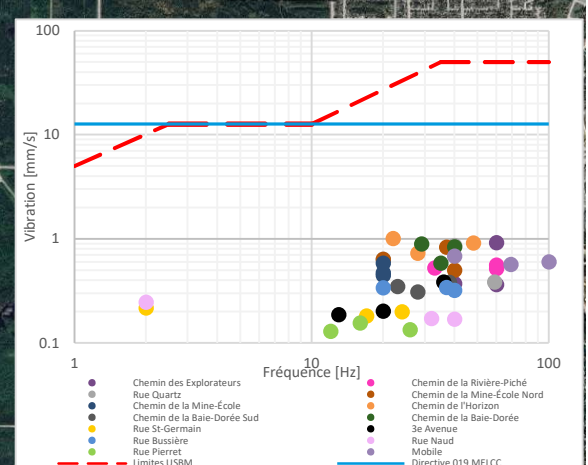 100
10
1
0.1
Vibration [mm/s]
1 10 100
Fréquence [Hz]
Chemin des Explorateurs Chemin de la Rivière-Piché
Rue Quartz Chemin de la Mine-École Nord
Chemin de la Mine-École Chemin de l'Horizon
Chemin de la Baie-Dorée Sud Chemin de la Baie-Dorée
Rue St-Germain 3e Avenue
Rue Bussière Rue Naud
Rue Pierret Mobile
Limites USBM Directive 019 MELCC